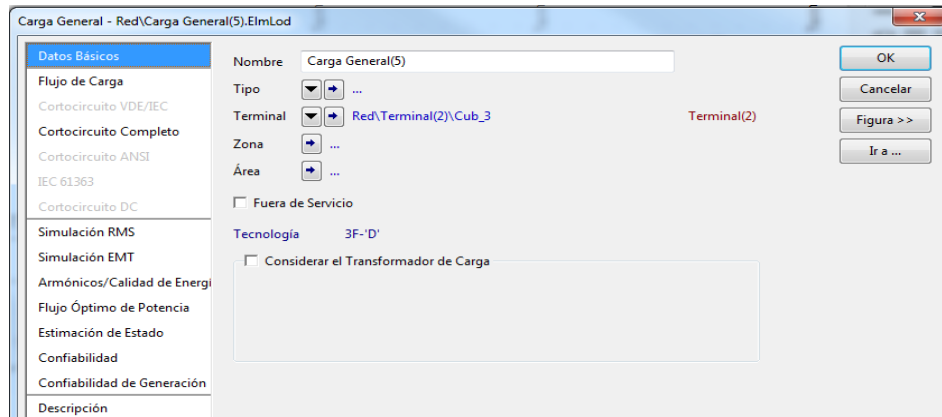 Carga General - Red\Carga General(5).ElmLod
Datos Básicos
Flujo de Carga
Cortocircuito VDE/IEC
Cortocircuito Completo
Cortocircuito ANSI
IEC 61363
Cortocircuito DC
Simulación RMS
Simulación EMT
Armónicos/Calidad de Energí
Flujo Óptimo de Potencia
Estimación de Estado
Confiabilidad
Confiabilidad de Generación
Descripción
Nombre Carga General(5)
Tipo ...
Terminal Red\Terminal(2)\Cub_3 Terminal(2)
Zona ...
Área ...
Fuera de Servicio
Tecnología 3F-'D'
Considerar el Transformador de Carga
OK
Cancelar
Figura >>
Ir a ...